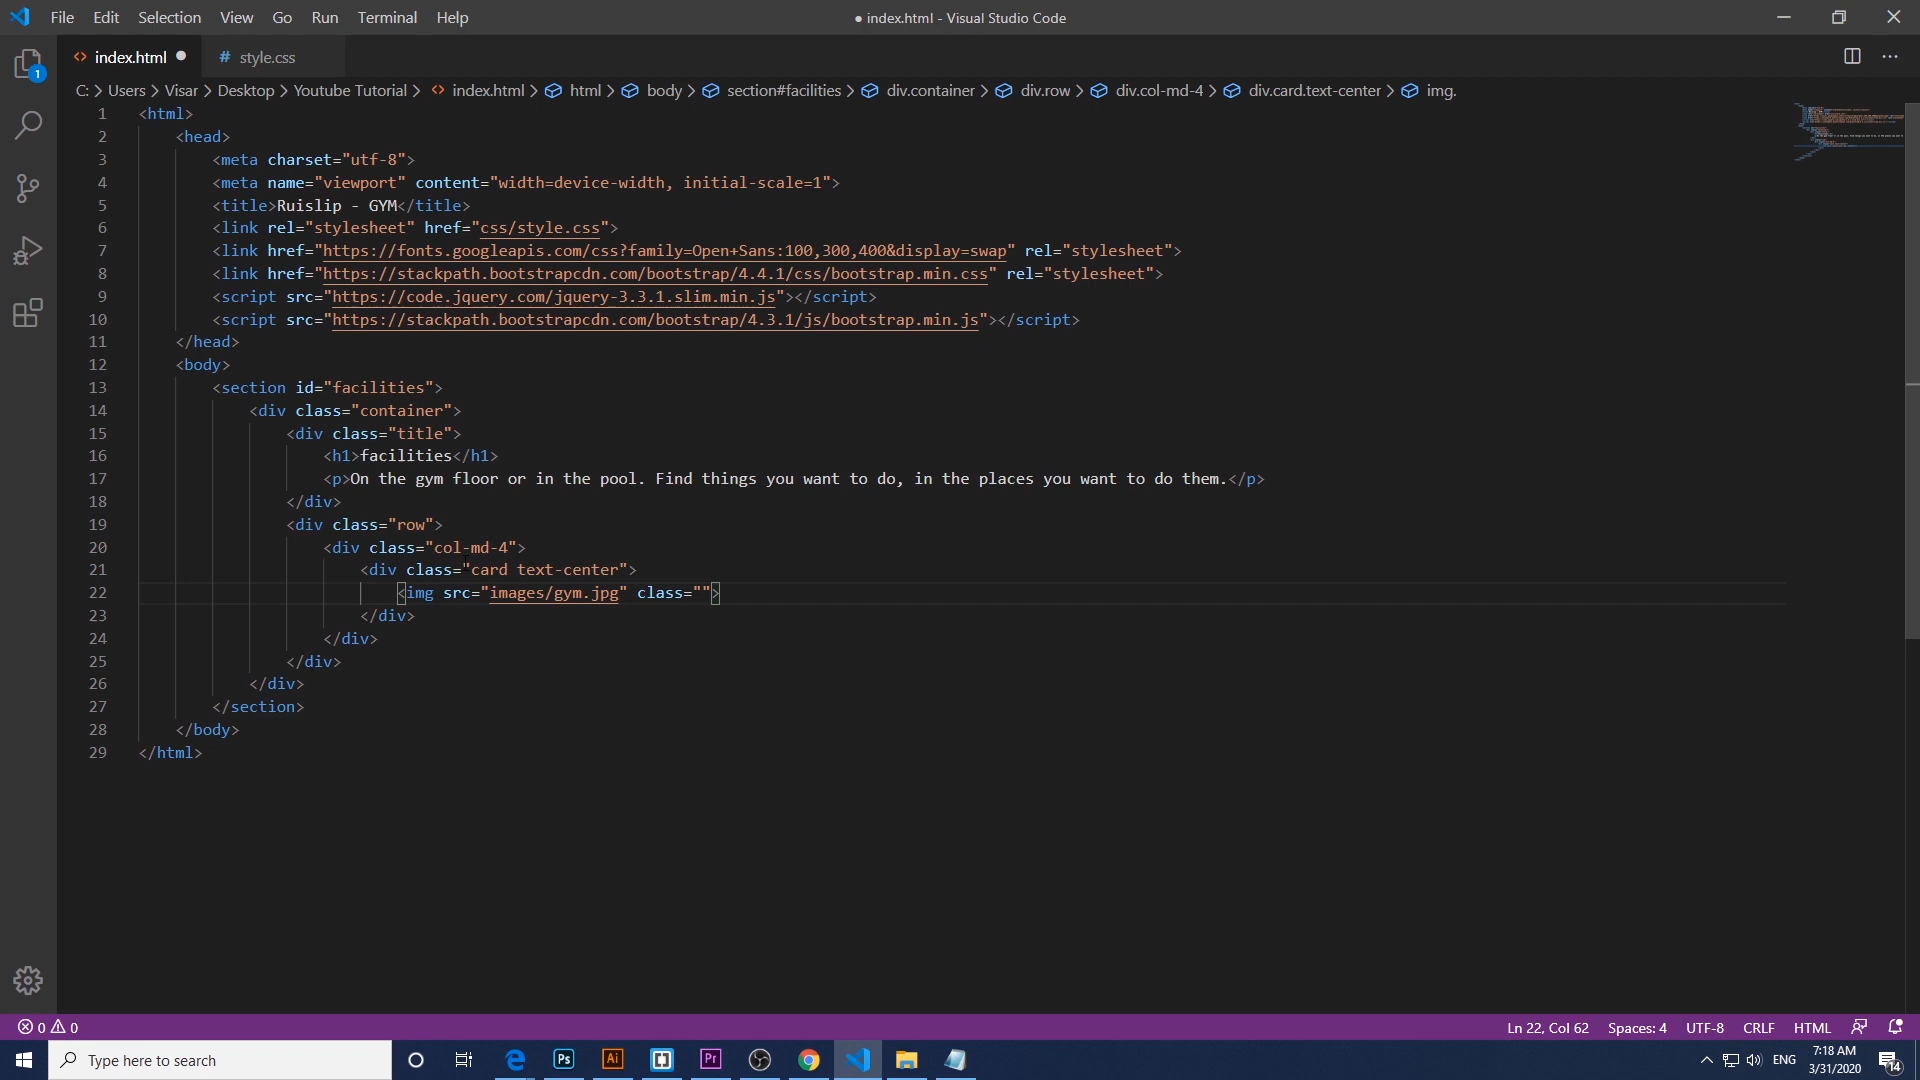 File Edit Selection View Go Run Terminal Help
● index.html - Visual Studio Code
index.html
# style.css
C: > Users > Visar > Desktop > Youtube Tutorial > index.html > html > body > section#facilities > div.container > div.row > div.col-md-4 > div.card.text-center > img.
1 <html>
2 <head>
3 <meta charset="utf-8">
4 <meta name="viewport" content="width=device-width, initial-scale=1">
5 <title>Ruislip - GYM</title>
6 <link rel="stylesheet" href="css/style.css">
7 <link href="https://fonts.googleapis.com/css?family=Open+Sans:100,300,400&display=swap" rel="stylesheet">
8 <link href="https://stackpath.bootstrapcdn.com/bootstrap/4.4.1/css/bootstrap.min.css" rel="stylesheet">
9 <script src="https://code.jquery.com/jquery-3.3.1.slim.min.js"></script>
10 <script src="https://stackpath.bootstrapcdn.com/bootstrap/4.3.1/js/bootstrap.min.js"></script>
11 </head>
12 <body>
13 <section id="facilities">
14 <div class="container">
15 <div class="title">
16 <h1>facilities</h1>
17 <p>On the gym floor or in the pool. Find things you want to do, in the places you want to do them.</p>
18 </div>
19 <div class="row">
20 <div class="col-md-4">
21 <div class="card text-center">
22 <img src="images/gym.jpg" class="">
23 </div>
24 </div>
25 </div>
26 </div>
27 </section>
28 </body>
29 </html>
1
0 0
Ln 22, Col 62 Spaces: 4 UTF-8 CRLF HTML
Type here to search
Ps Ai Pr
ENG
7:18 AM
3/31/2020
14